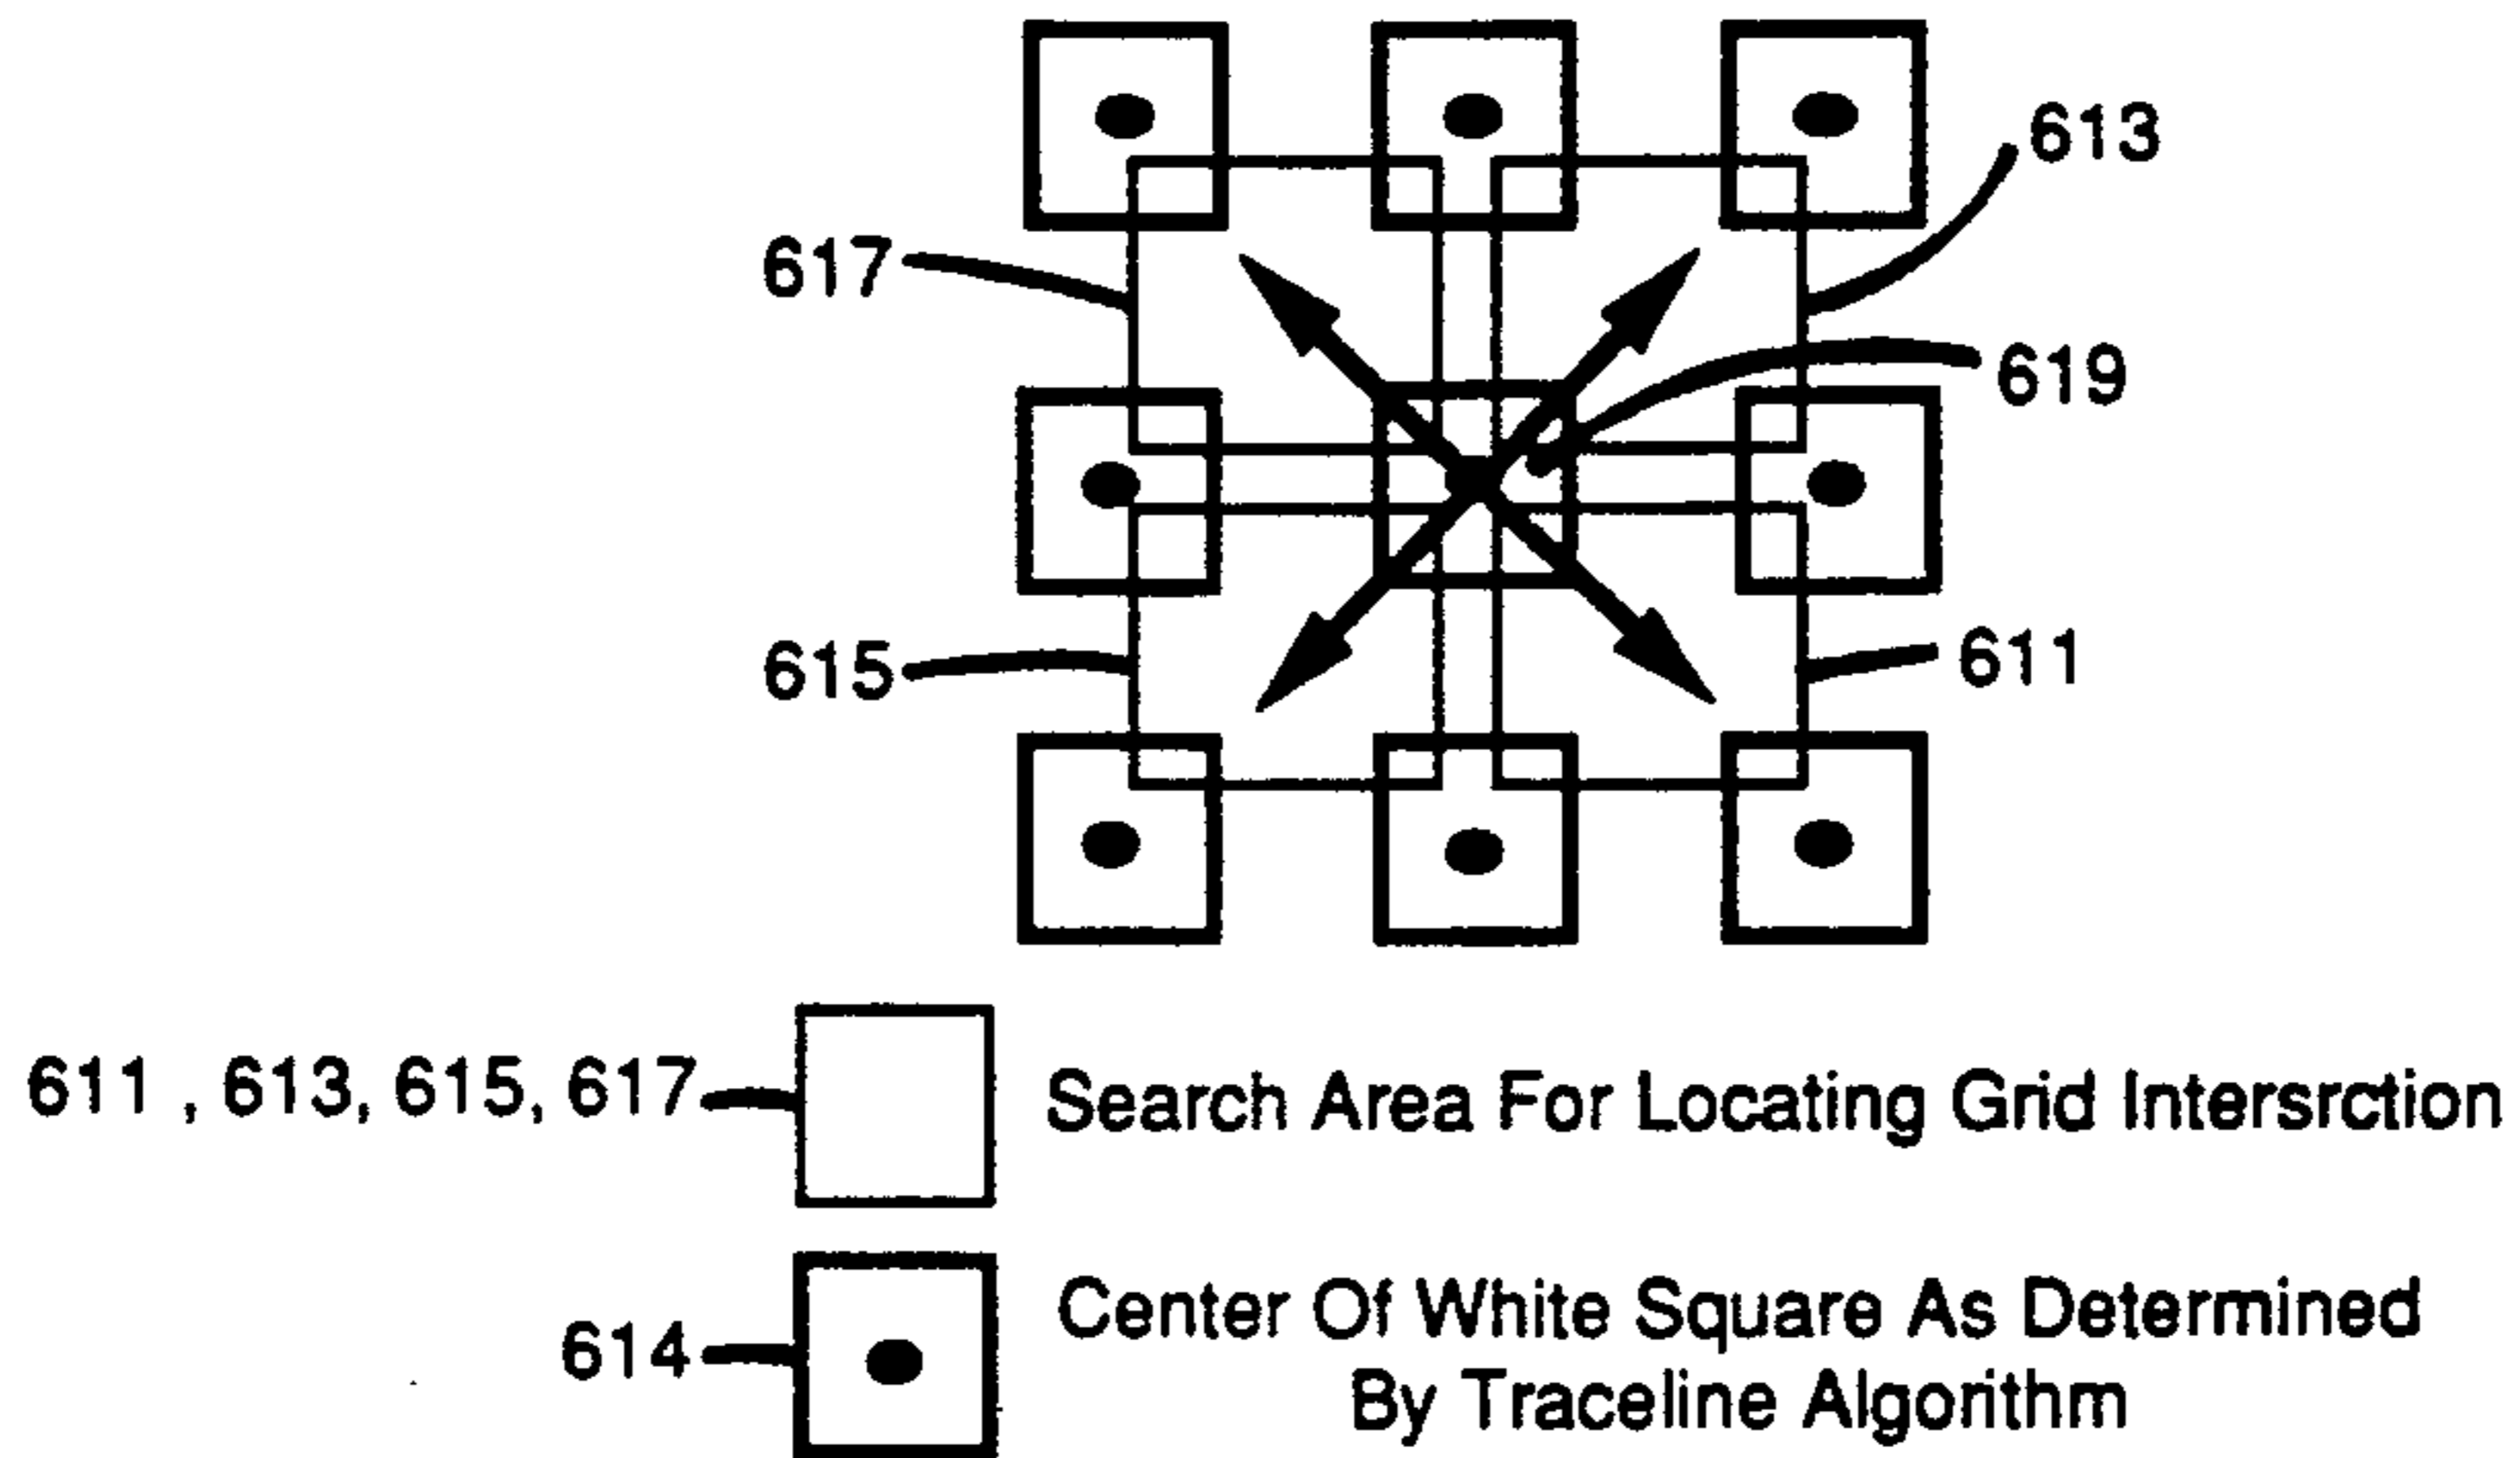 613
617
619
615
611
611 , 613, 615, 617
Search Area For Locating Grid Intersrction
614
Center Of White Square As Determined
By Traceline Algorithm